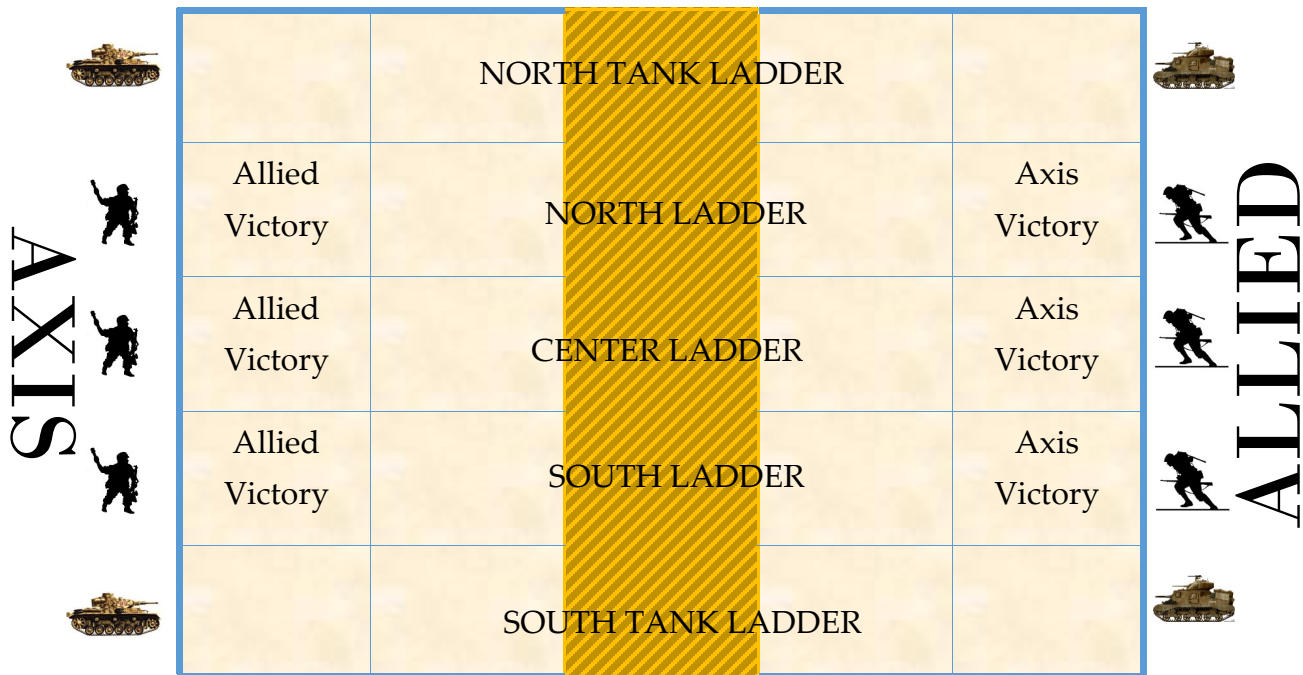 NORTH TANK LADDER
Allied
Victory
NORTH LADDER
Axis
Victory
AXIS
ALLIED
Allied
Victory
CENTER LADDER
Axis
Victory
Allied
Victory
SOUTH LADDER
Axis
Victory
SOUTH TANK LADDER